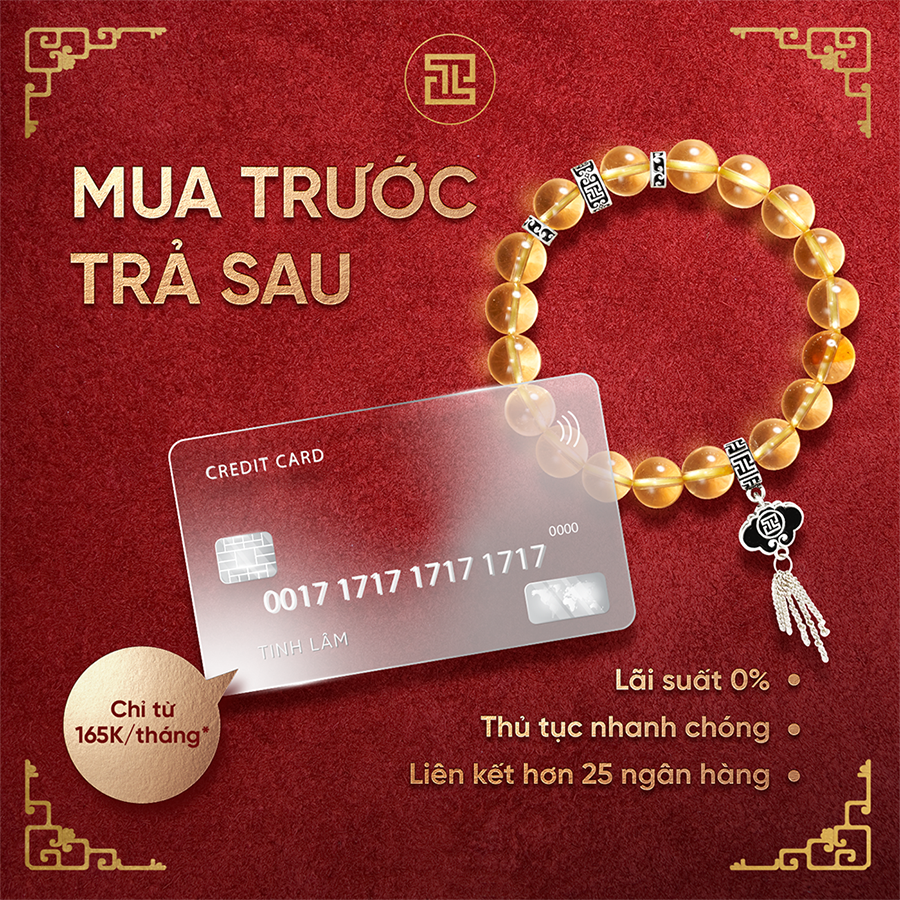 MUA TRƯỚC
TRẢ SAU
CREDIT CARD
0000
0017 1717 1717 1717
TINH LÂM
Chỉ từ
165K/tháng*
Lãi suất 0%
Thủ tục nhanh chóng
Liên kết hơn 25 ngân hàng